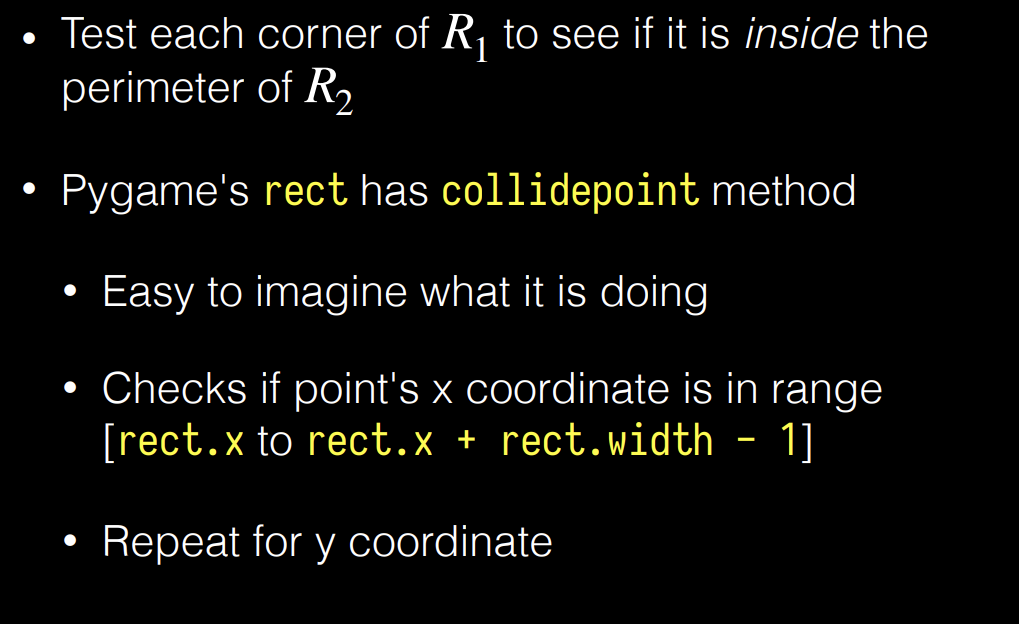 • Test each corner of R₁ to see if it is inside the
perimeter of R₂
• Pygame's rect has collidepoint method
• Easy to imagine what it is doing
• Checks if point's x coordinate is in range
[rect.x to rect.x + rect.width - 1]
• Repeat for y coordinate